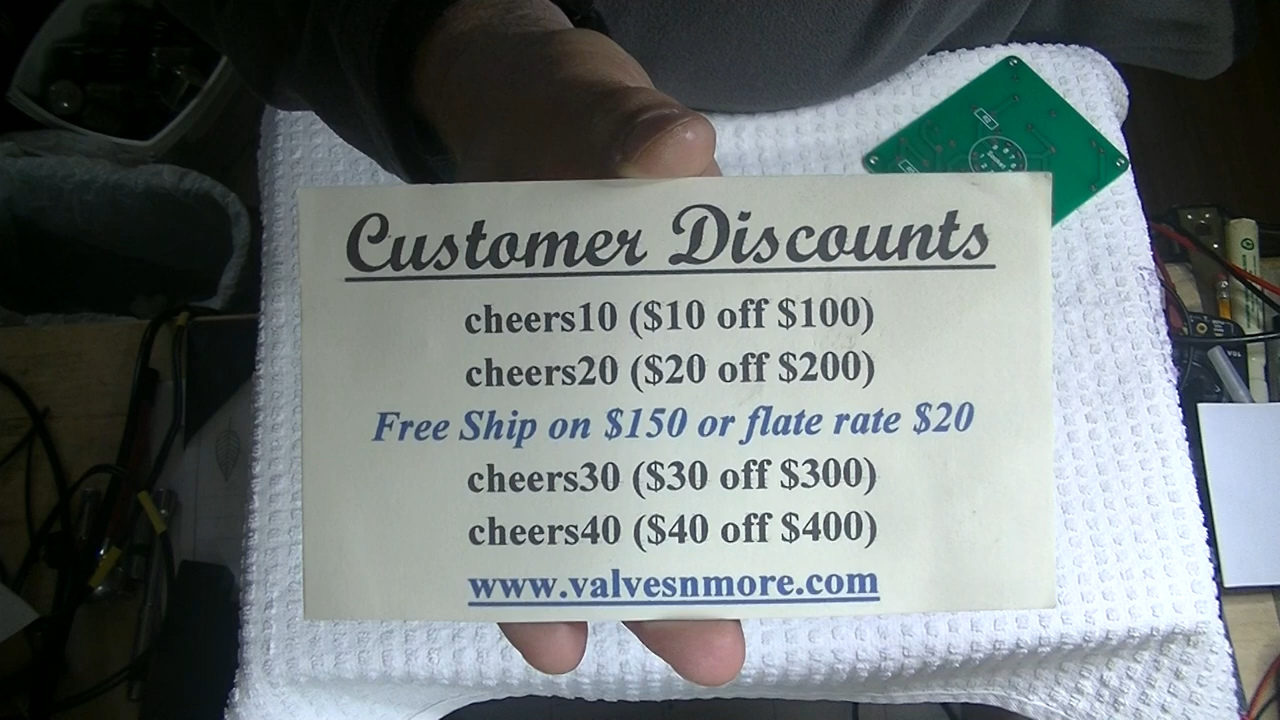 Customer Discounts
cheers10 ($10 off $100)
cheers20 ($20 off $200)
Free Ship on $150 or flate rate $20
cheers30 ($30 off $300)
cheers40 ($40 off $400)
www.valvesnmore.com